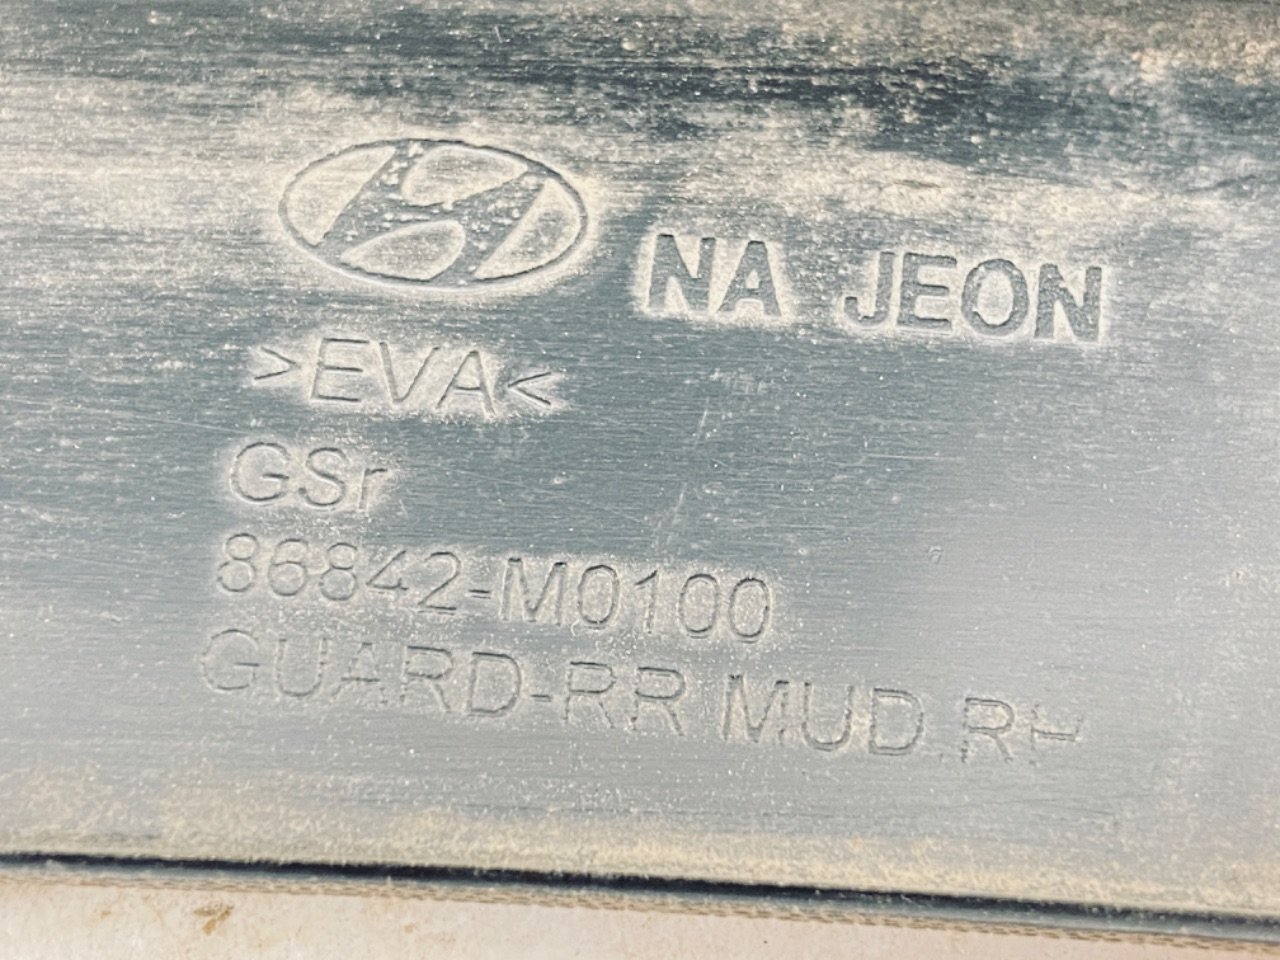 NA JEON
>EVA<
GSr
86842-M0100
GUARD-RR MUD.RH